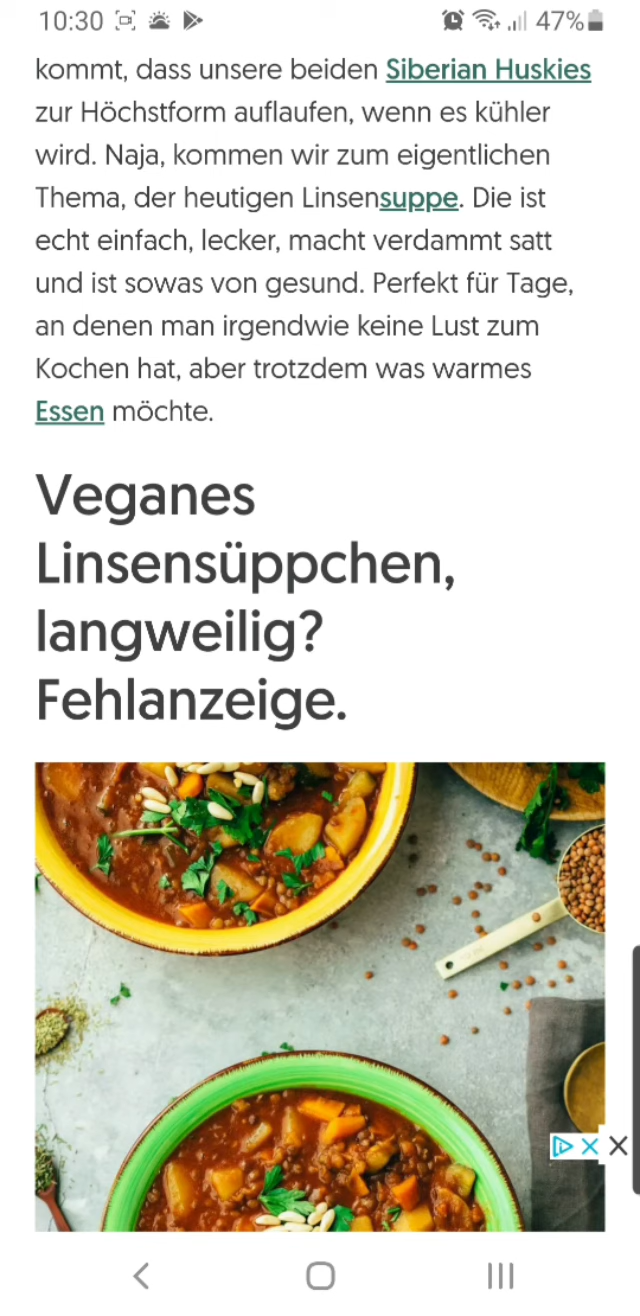 10:30 47%
kommt, dass unsere beiden Siberian Huskies
zur Höchstform auflaufen, wenn es kühler
wird. Naja, kommen wir zum eigentlichen
Thema, der heutigen Linsensuppe. Die ist
echt einfach, lecker, macht verdammt satt
und ist sowas von gesund. Perfekt für Tage,
an denen man irgendwie keine Lust zum
Kochen hat, aber trotzdem was warmes
Essen möchte.
Veganes
Linsensüppchen,
langweilig?
Fehlanzeige.